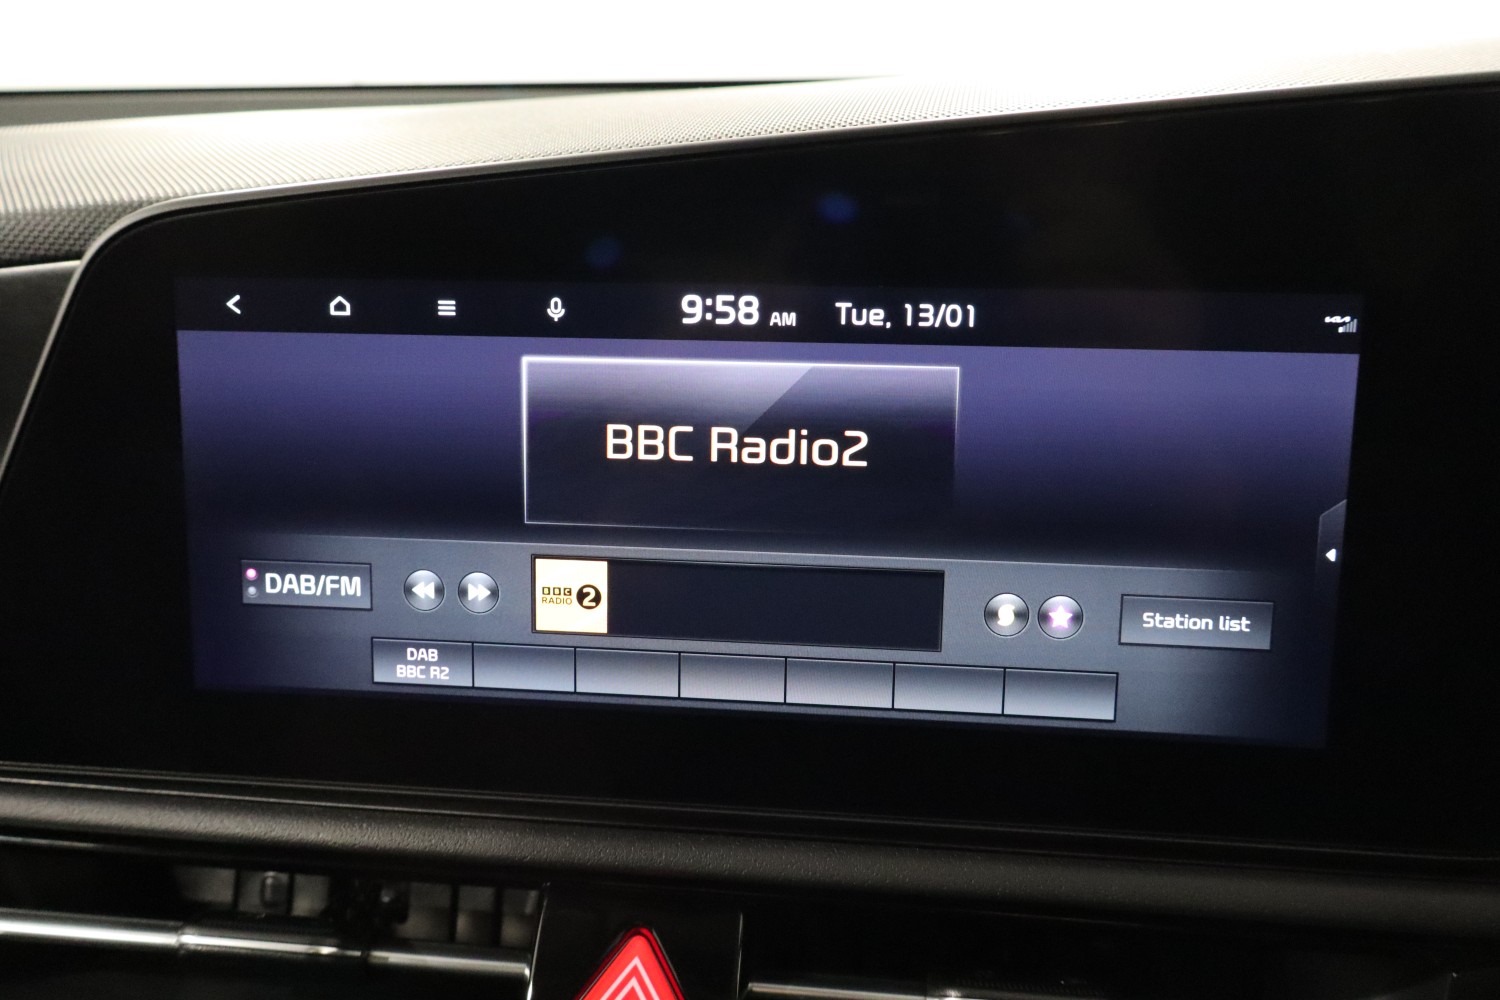 9:58 AM Tue, 13/01
BBC Radio2
DAB/FM
BBC
RADIO 2
Station list
DAB
BBC R2